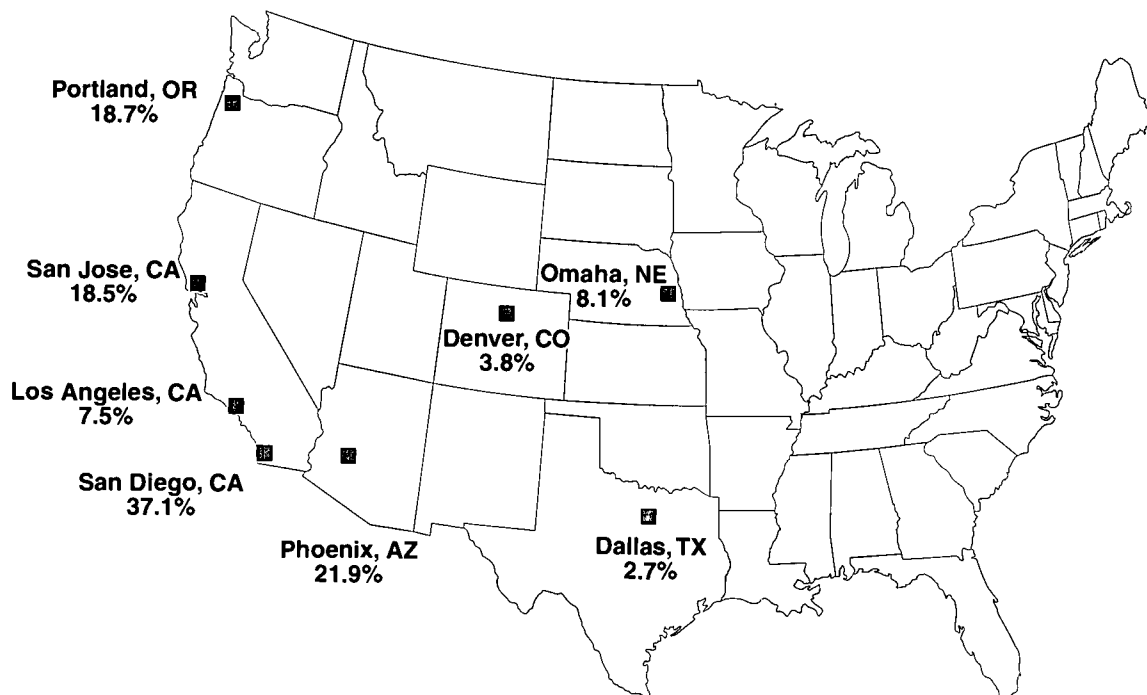 Portland, OR
18.7%
San Jose, CA
18.5%
Omaha, NE
8.1%
Denver, CO
3.8%
Los Angeles, CA
7.5%
San Diego, CA
37.1%
Phoenix, AZ
21.9%
Dallas, TX
2.7%